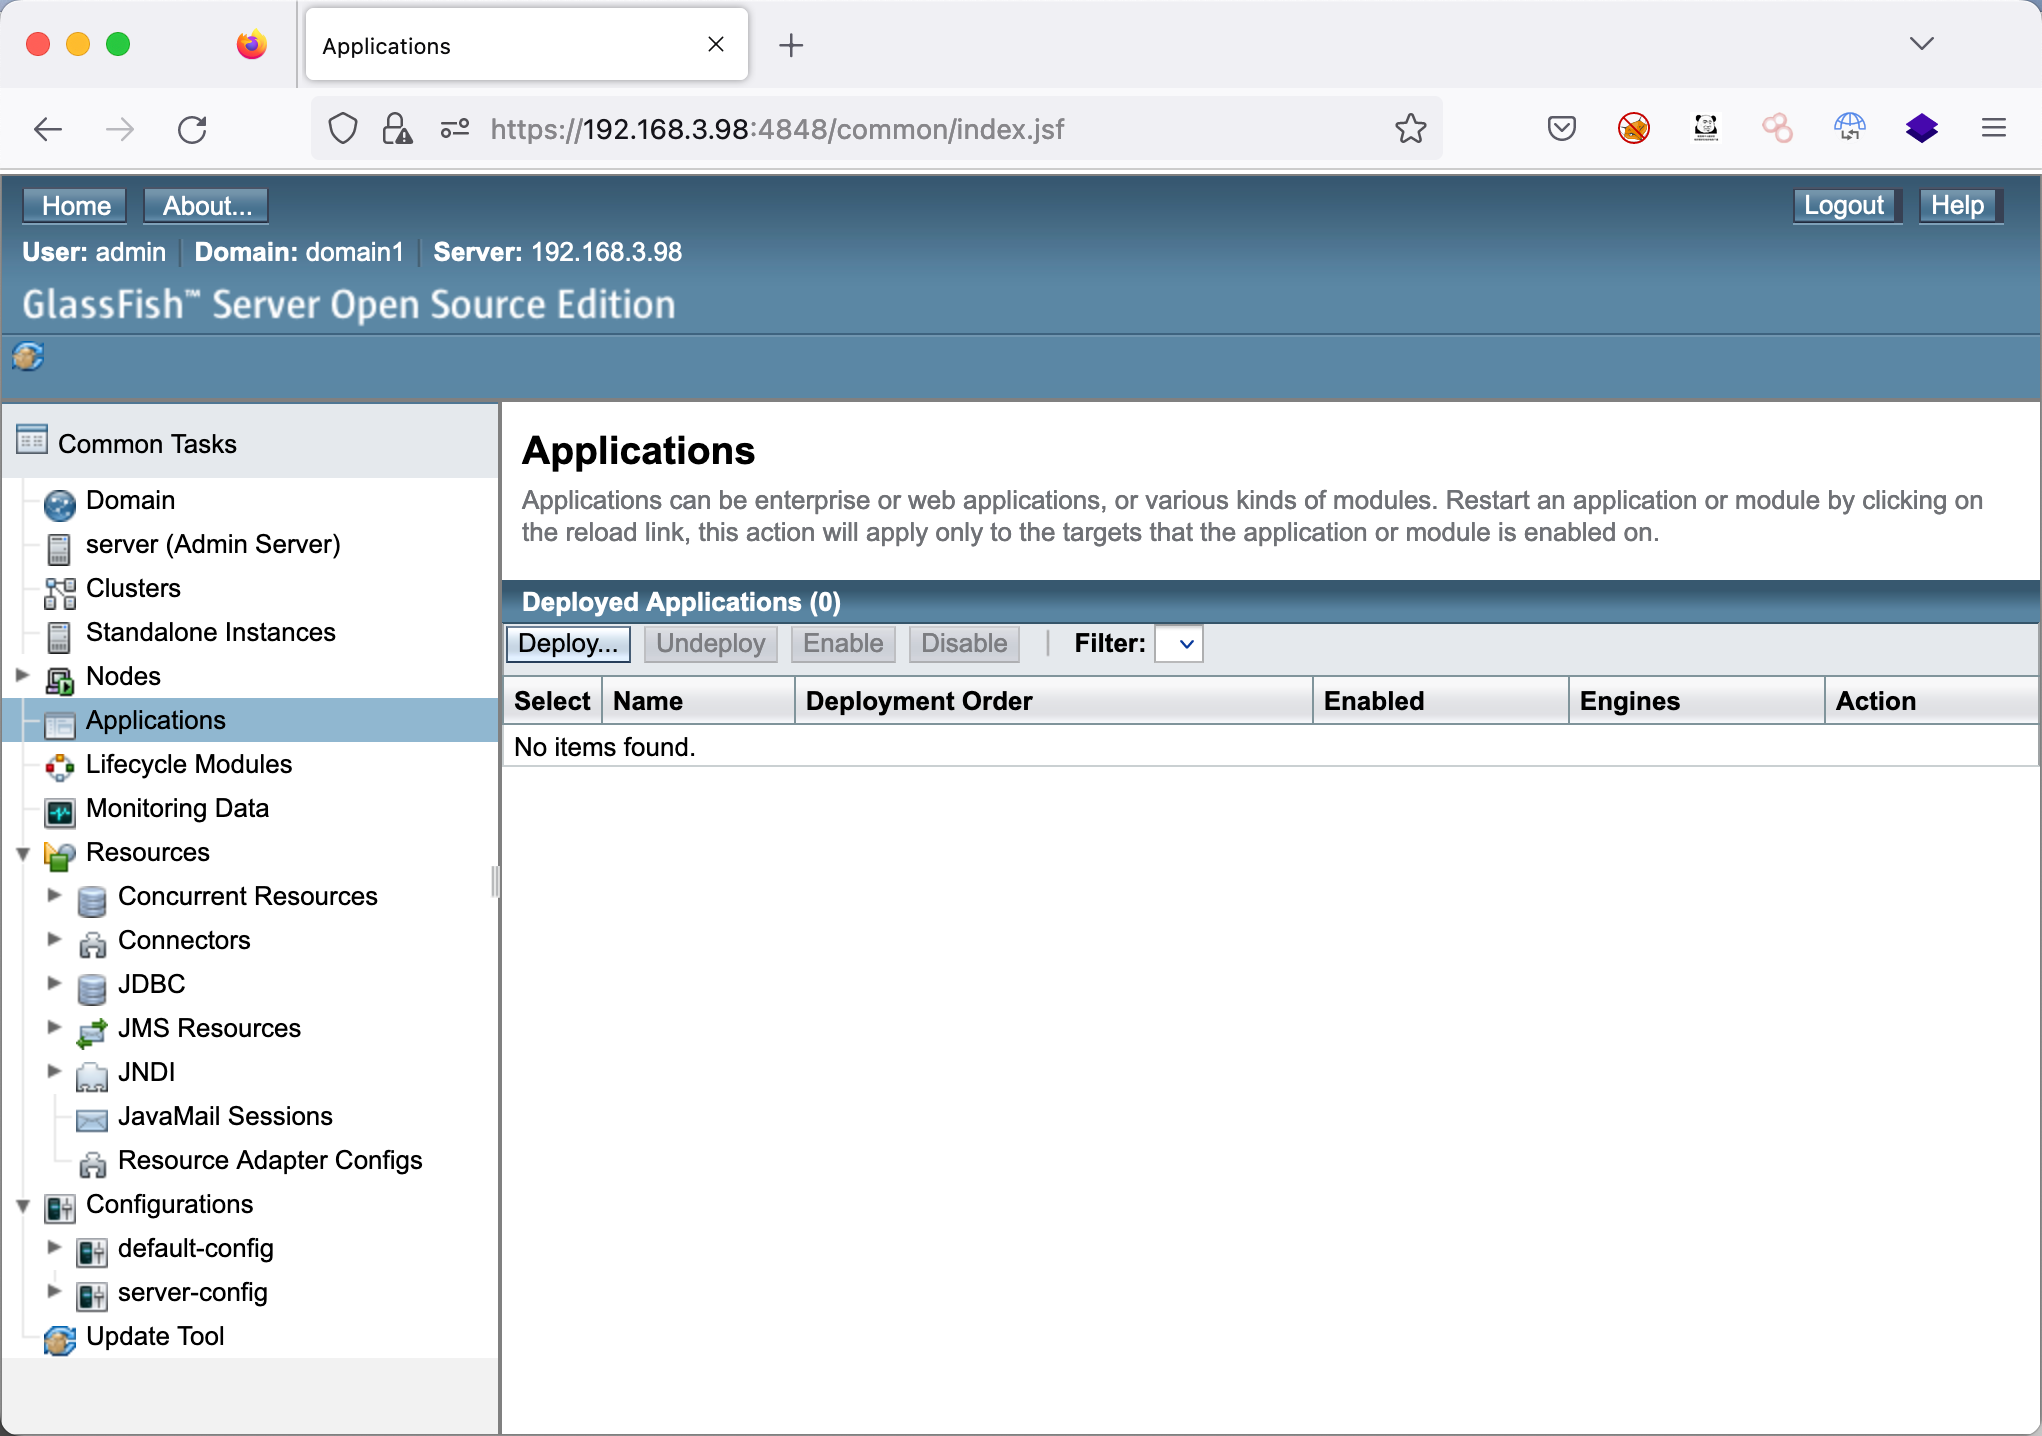 Applications
https://192.168.3.98:4848/common/index.jsf
Home
About...
Logout
Help
User: admin
Domain: domain1
Server: 192.168.3.98
GlassFish™ Server Open Source Edition
Common Tasks
Domain
server (Admin Server)
Clusters
Standalone Instances
Nodes
Applications
Lifecycle Modules
Monitoring Data
Resources
Concurrent Resources
Connectors
JDBC
JMS Resources
JNDI
JavaMail Sessions
Resource Adapter Configs
Configurations
default-config
server-config
Update Tool
Applications
Applications can be enterprise or web applications, or various kinds of modules. Restart an application or module by clicking on
the reload link, this action will apply only to the targets that the application or module is enabled on.
Deployed Applications (0)
Deploy...
Undeploy
Enable
Disable
Filter:
Select
Name
Deployment Order
Enabled
Engines
Action
No items found.